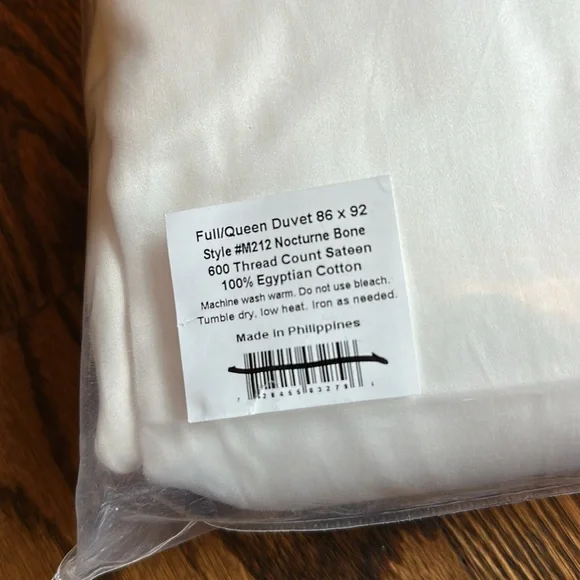 Full/Queen Duvet 86 x 92
Style #M212 Nocturne Bone
600 Thread Count Sateen
100% Egyptian Cotton
Machine wash warm. Do not use bleach.
Tumble dry, low heat. Iron as needed.
Made in Philippines